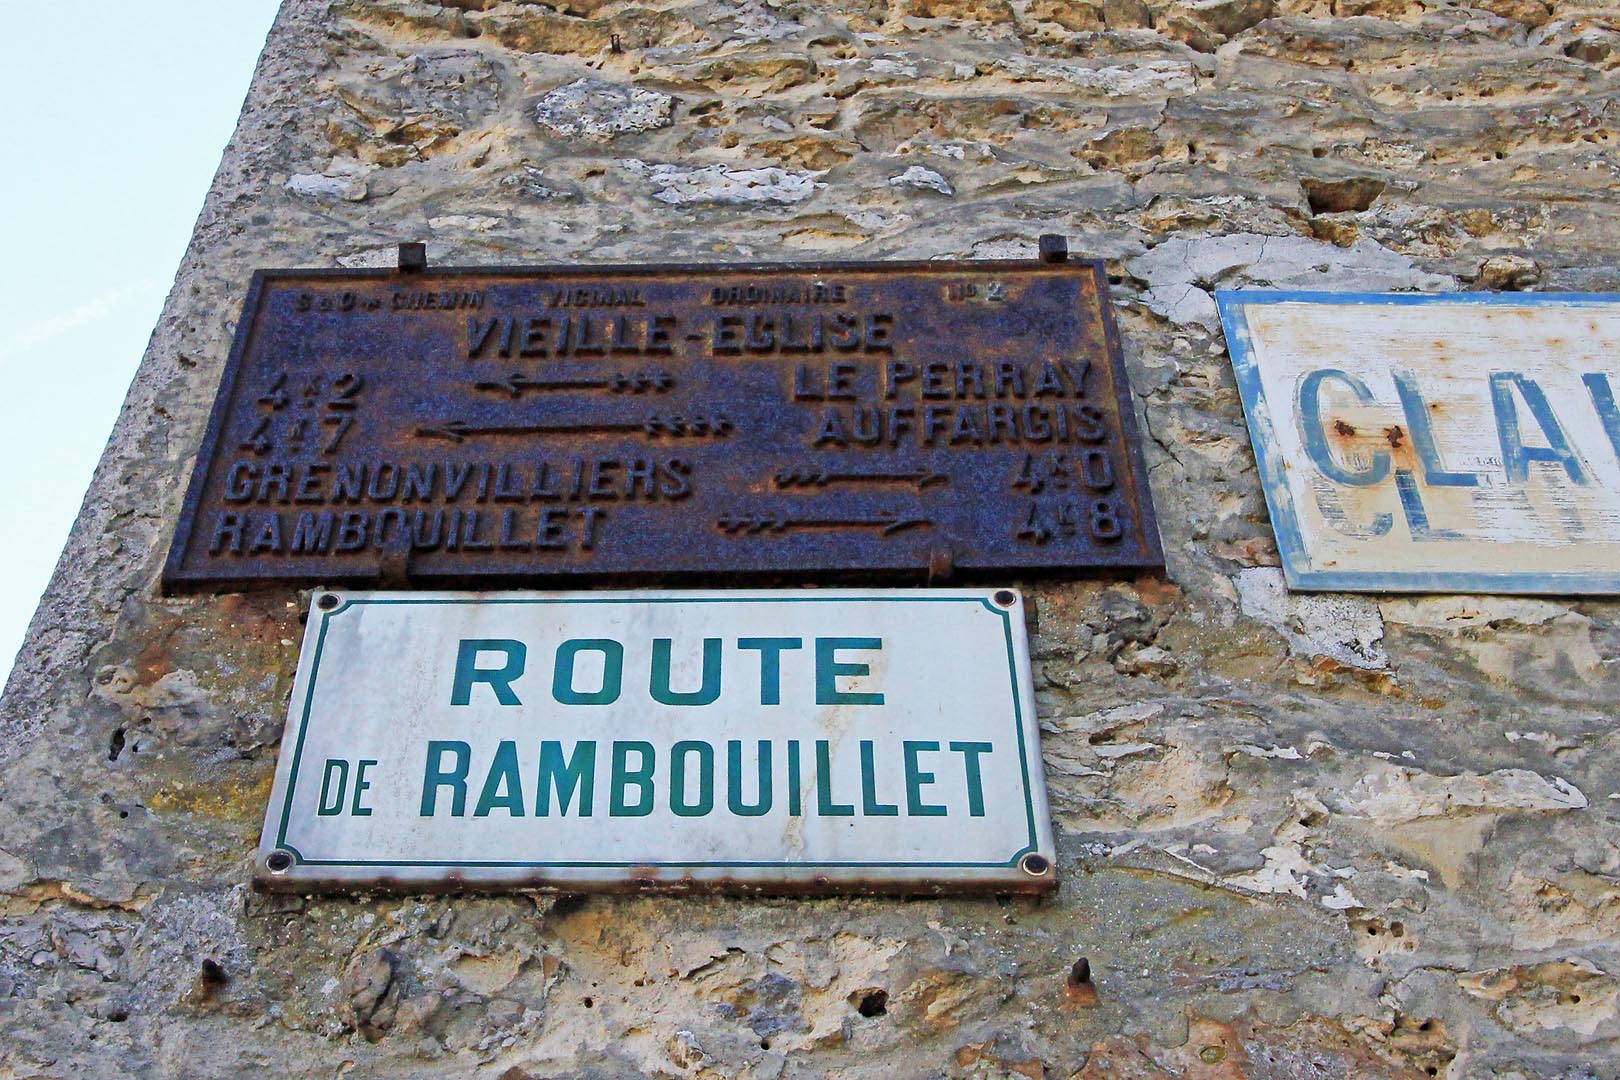 S & O CHEMIN VICINAL ORDINAIRE No 2
VIEILLE-EGLISE
4K2 LE PERRAY
4K7 AUFFARGIS
GRENONVILLIERS 4K0
RAMBOUILLET 4K8
ROUTE
DE RAMBOUILLET
CLA